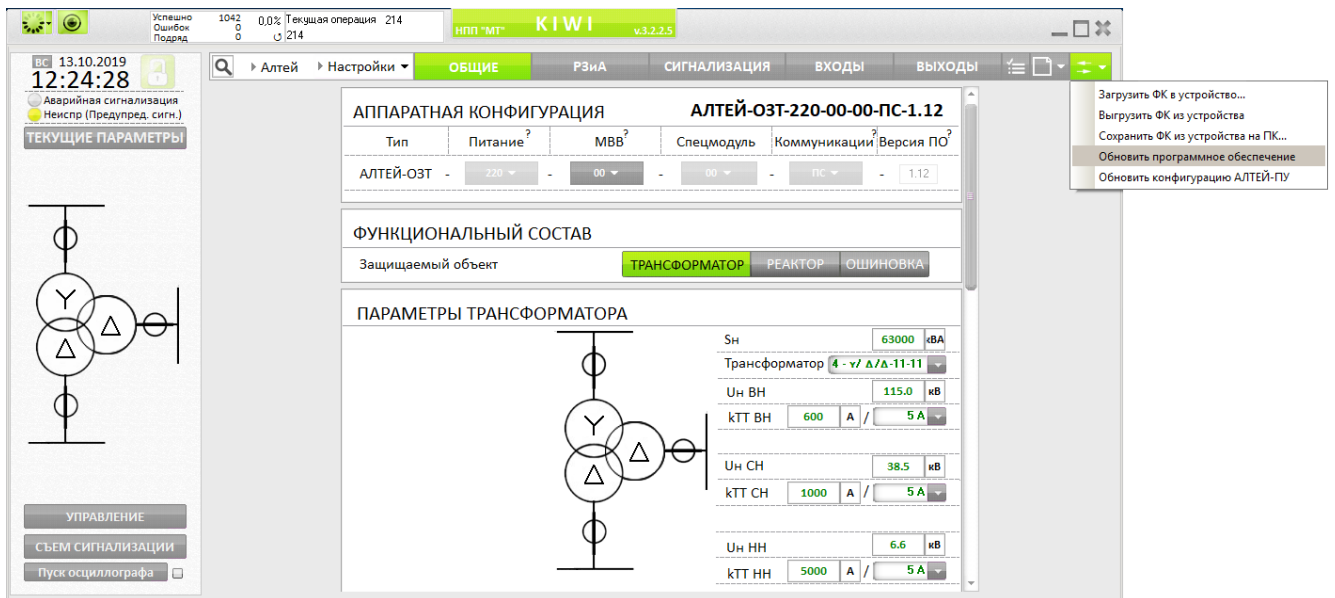 Успешно 1042 0,0% Текущая операция 214
Ошибок 0
Подряд 0 214
НПП "МТ" KIWI v.3.2.2.5
ВС 13.10.2019
12:24:28
Аварийная сигнализация
Неиспр (Предупред. сигн.)
ТЕКУЩИЕ ПАРАМЕТРЫ
УПРАВЛЕНИЕ
СЪЕМ СИГНАЛИЗАЦИИ
Пуск осциллографа
Алтей Настройки ОБЩИЕ РЗиА СИГНАЛИЗАЦИЯ ВХОДЫ ВЫХОДЫ
Загрузить ФК в устройство...
Выгрузить ФК из устройства
Сохранить ФК из устройства на ПК...
Обновить программное обеспечение
Обновить конфигурацию АЛТЕЙ-ПУ
АППАРАТНАЯ КОНФИГУРАЦИЯ АЛТЕЙ-ОЗТ-220-00-00-ПС-1.12
Тип Питание? МВВ? Спецмодуль Коммуникации? Версия ПО?
АЛТЕЙ-ОЗТ - 220 - 00 - 00 - ПС - 1.12
ФУНКЦИОНАЛЬНЫЙ СОСТАВ
Защищаемый объект ТРАНСФОРМАТОР РЕАКТОР ОШИНОВКА
ПАРАМЕТРЫ ТРАНСФОРМАТОРА
Sн 63000 кВА
Трансформатор 4 - Y/ Δ/Δ-11-11
Uн ВН 115.0 кВ
kТТ ВН 600 А / 5 А
Uн СН 38.5 кВ
kТТ СН 1000 А / 5 А
Uн НН 6.6 кВ
kТТ НН 5000 А / 5 А